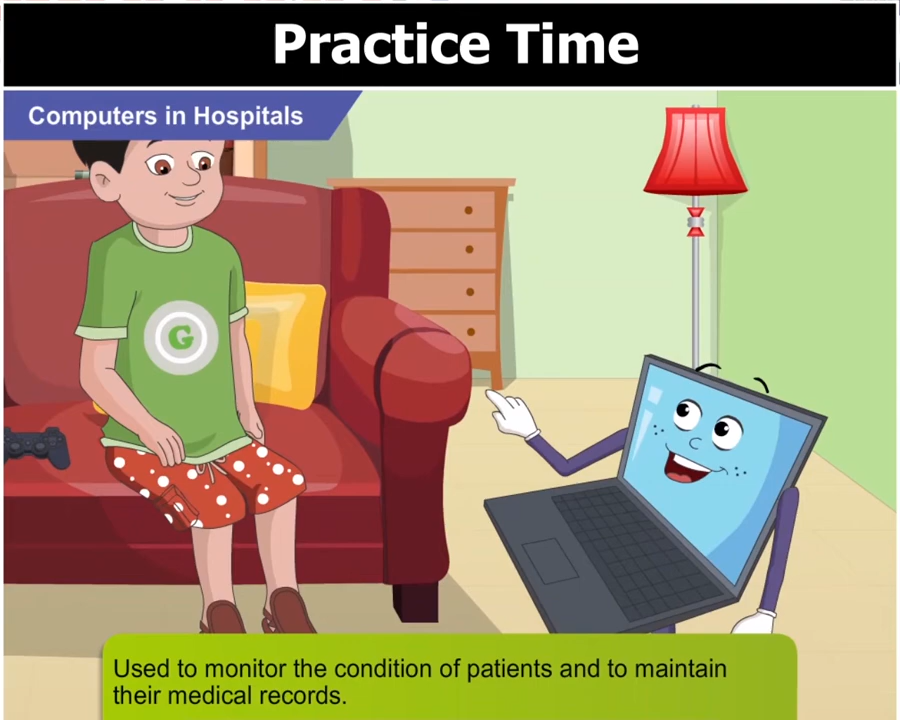 Practice Time
Computers in Hospitals
G
Used to monitor the condition of patients and to maintain
their medical records.